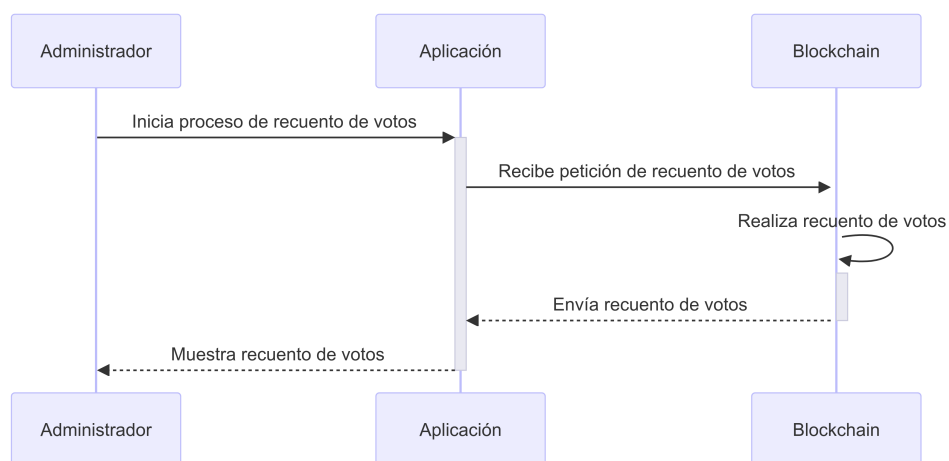 Administrador
Aplicación
Blockchain
Inicia proceso de recuento de votos
Recibe petición de recuento de votos
Realiza recuento de votos
Envía recuento de votos
Muestra recuento de votos
Administrador
Aplicación
Blockchain